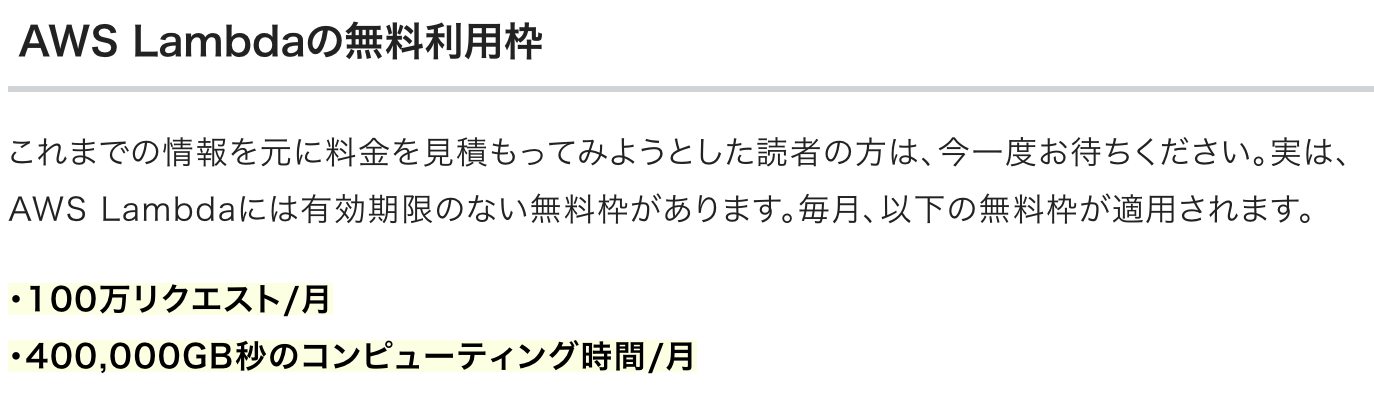 AWS Lambdaの無料利用枠
これまでの情報を元に料金を見積もってみようとした読者の方は、今一度お待ちください。実は、
AWS Lambdaには有効期限のない無料枠があります。毎月、以下の無料枠が適用されます。
・100万リクエスト/月
・400,000GB秒のコンピューティング時間/月